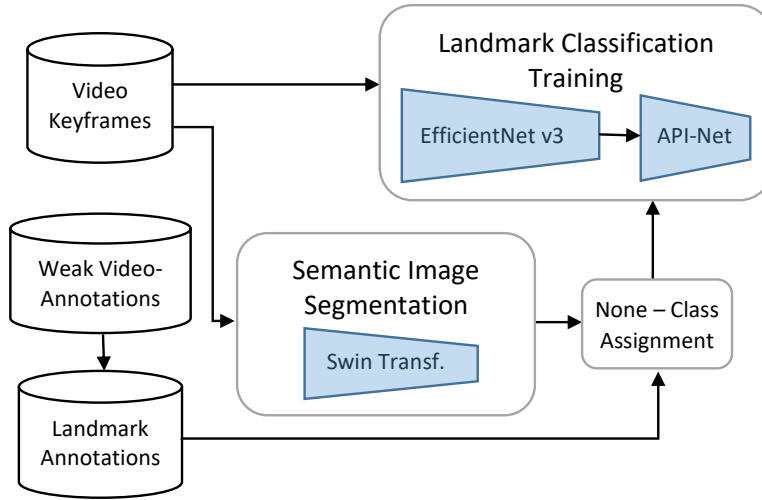 Video
Keyframes
Landmark Classification
Training
EfficientNet v3
API-Net
Weak Video-
Annotations
Semantic Image
Segmentation
Swin Transf.
None – Class
Assignment
Landmark
Annotations